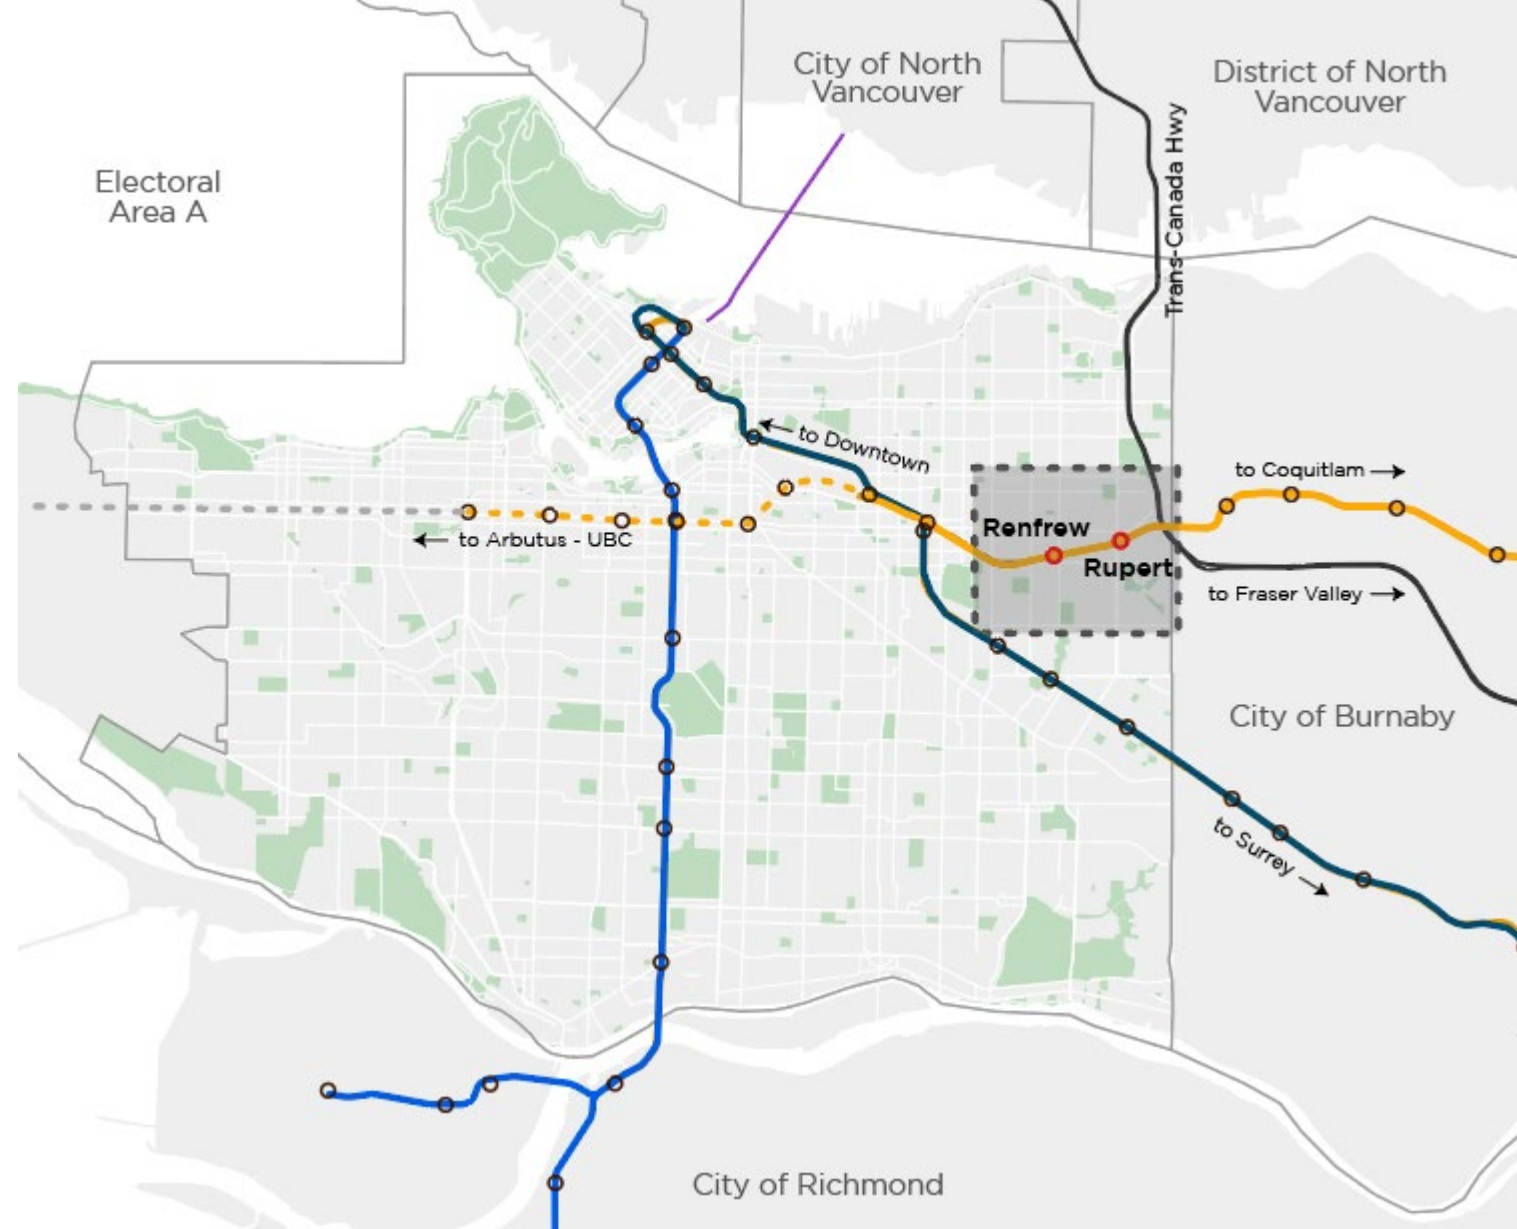 City of North
Vancouver
District of North
Vancouver
Trans-Canada Hwy
Electoral
Area A
to Downtown
to Coquitlam
Renfrew
to Arbutus - UBC
Rupert
to Fraser Valley
City of Burnaby
to Surrey
City of Richmond